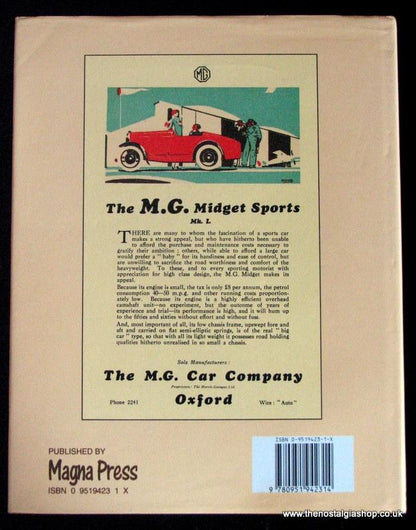 MG
The M.G. Midget Sports
Mk. I.
THERE are many to whom the fascination of a sports car
makes a strong appeal, but who have hitherto been unable
to afford the purchase and maintenance costs necessary to
gratify their ambition; others, while able to afford a large car
would prefer a "baby" for its handiness and ease of control, but
are unwilling to sacrifice the road worthiness and comfort of the
heavyweight. To these, and to every sporting motorist with
appreciation for high class design, the M.G. Midget makes its
appeal.
Because its engine is small, the tax is only £8 per annum, the petrol
consumption 40—50 m.p.g. and other running costs proportion-
ately low. Because its engine is a highly efficient overhead
camshaft unit—no experiment, but the outcome of years of
experience and trial—its performance is high, and it will hum up
to the fifties and sixties without effort and without fuss.
And, most important of all, its low chassis frame, upswept fore and
aft and carried on flat semi-elliptic springs, is of the real "big
car" type, so that with all its light weight it possesses road holding
qualities hitherto unrealised in so small a chassis.
Sole Manufacturers:
The M.G. Car Company
Proprietors: The Morris Garages Ltd.
Phone 2241 Oxford Wire: "Auto"
PUBLISHED BY
Magna Press
ISBN 0 9519423 1 X
ISBN 0-9519423-1-X
9 780951 942314
www.thenostalgiashop.co.uk